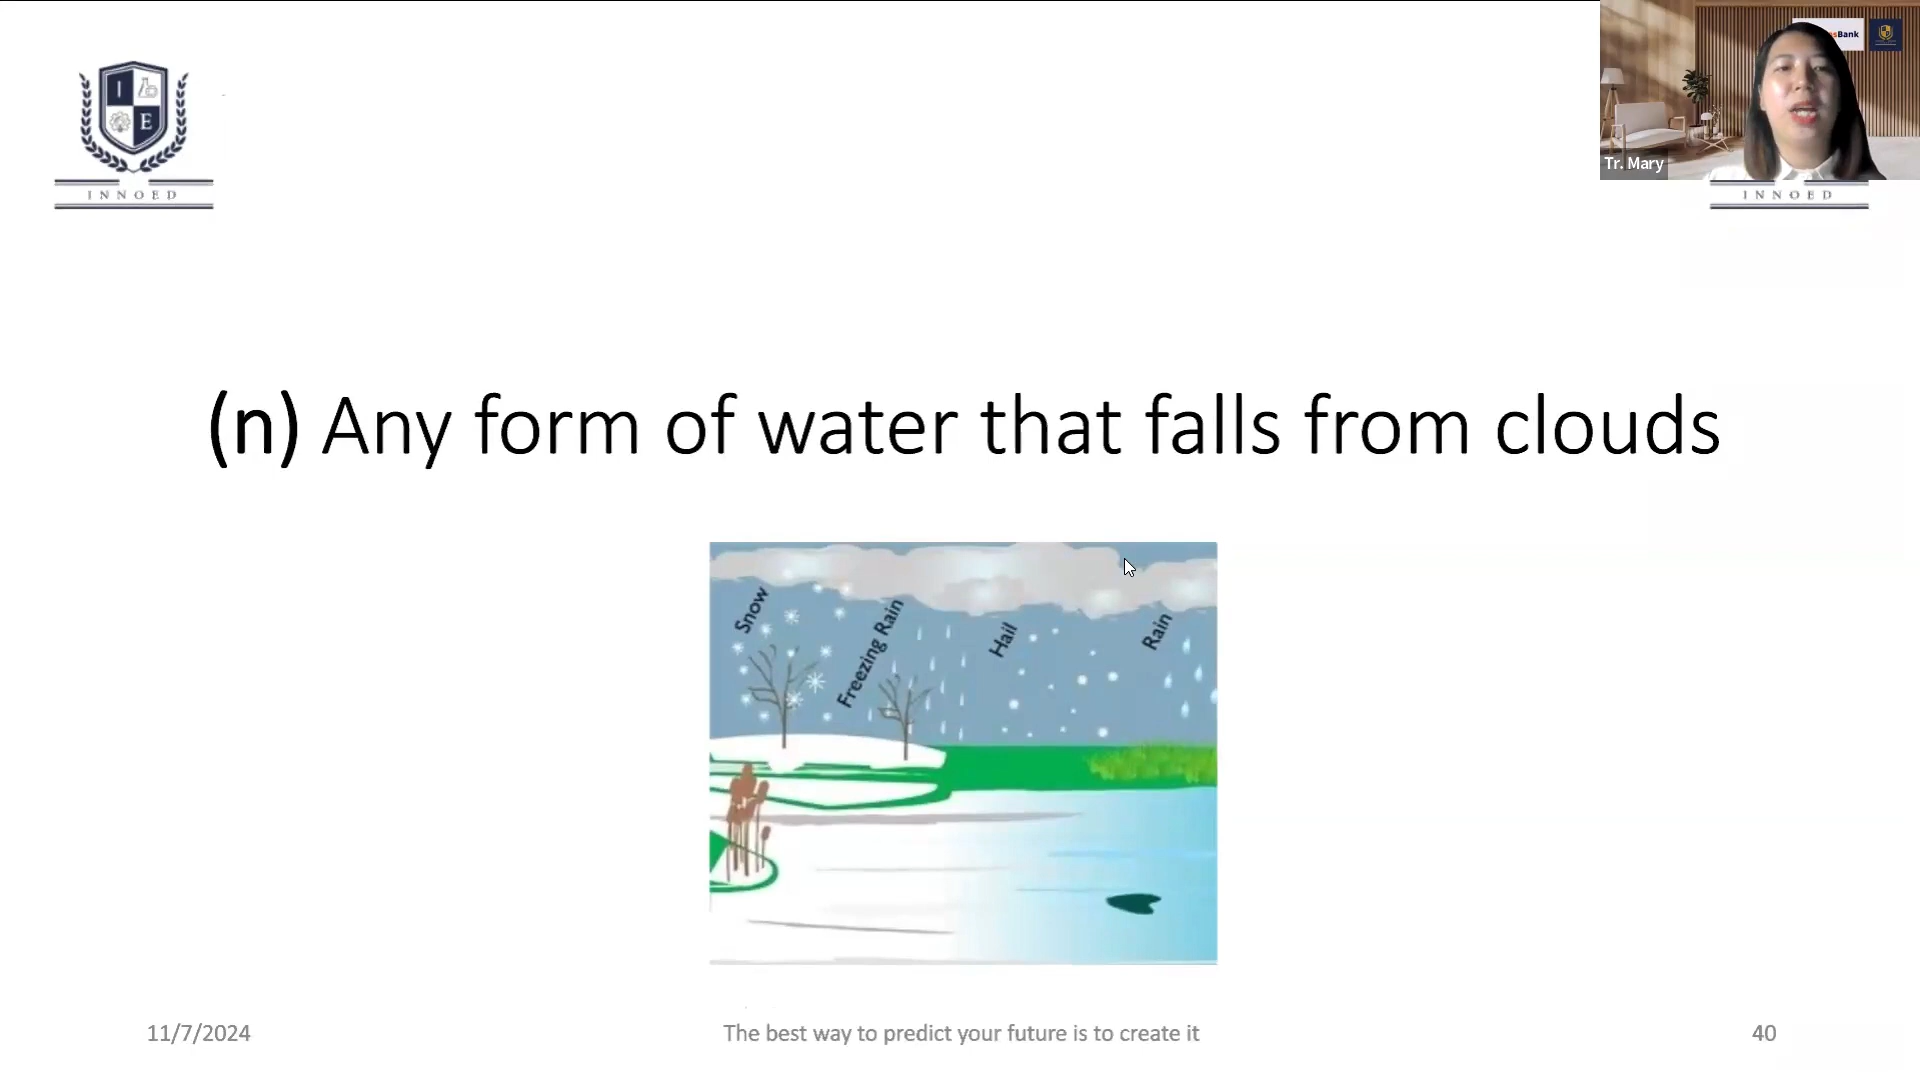 I
E
INNOED
sBank
Tr. Mary
INNOED
(n) Any form of water that falls from clouds
Snow
Freezing Rain
Hail
Rain
11/7/2024
The best way to predict your future is to create it
40